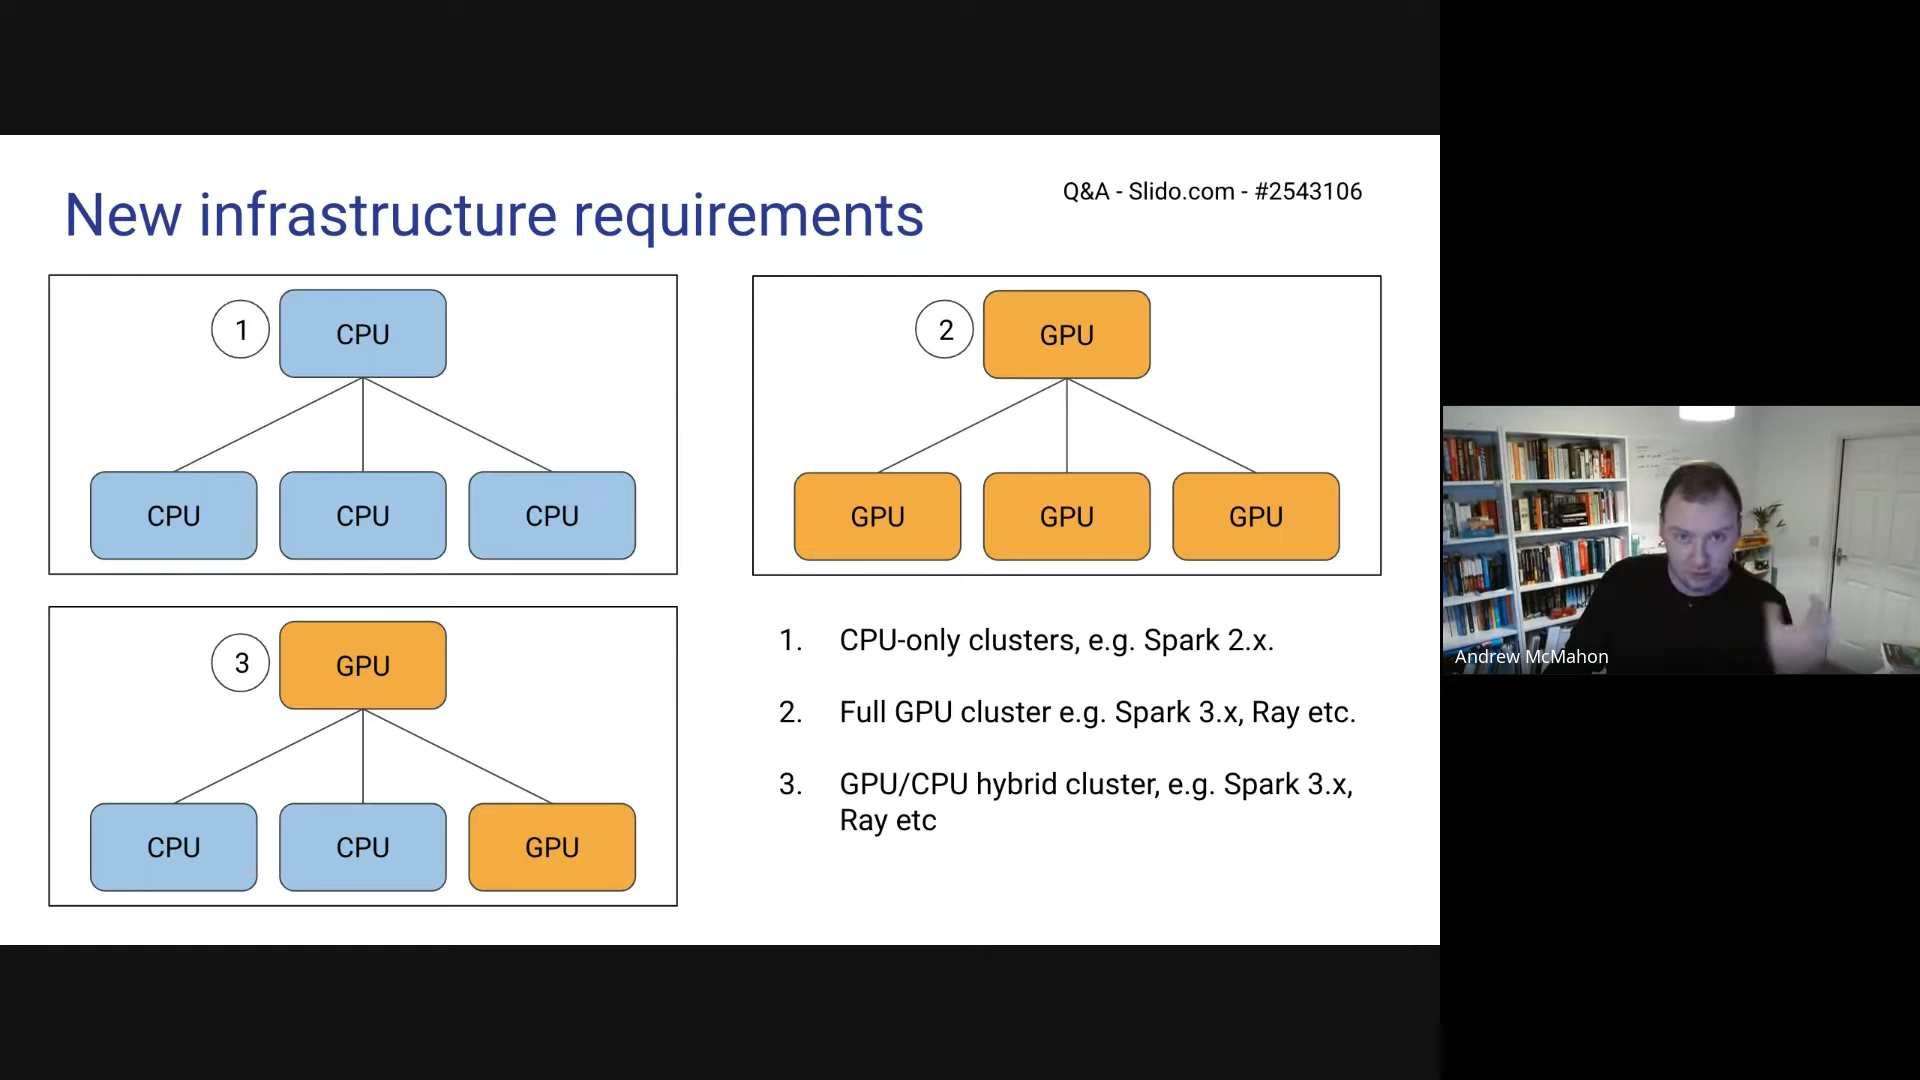 New infrastructure requirements
Q&A - Slido.com - #2543106
1
CPU
CPU
CPU
CPU
2
GPU
GPU
GPU
GPU
3
GPU
CPU
CPU
GPU
1. CPU-only clusters, e.g. Spark 2.x.
2. Full GPU cluster e.g. Spark 3.x, Ray etc.
3. GPU/CPU hybrid cluster, e.g. Spark 3.x,
Ray etc
Andrew McMahon